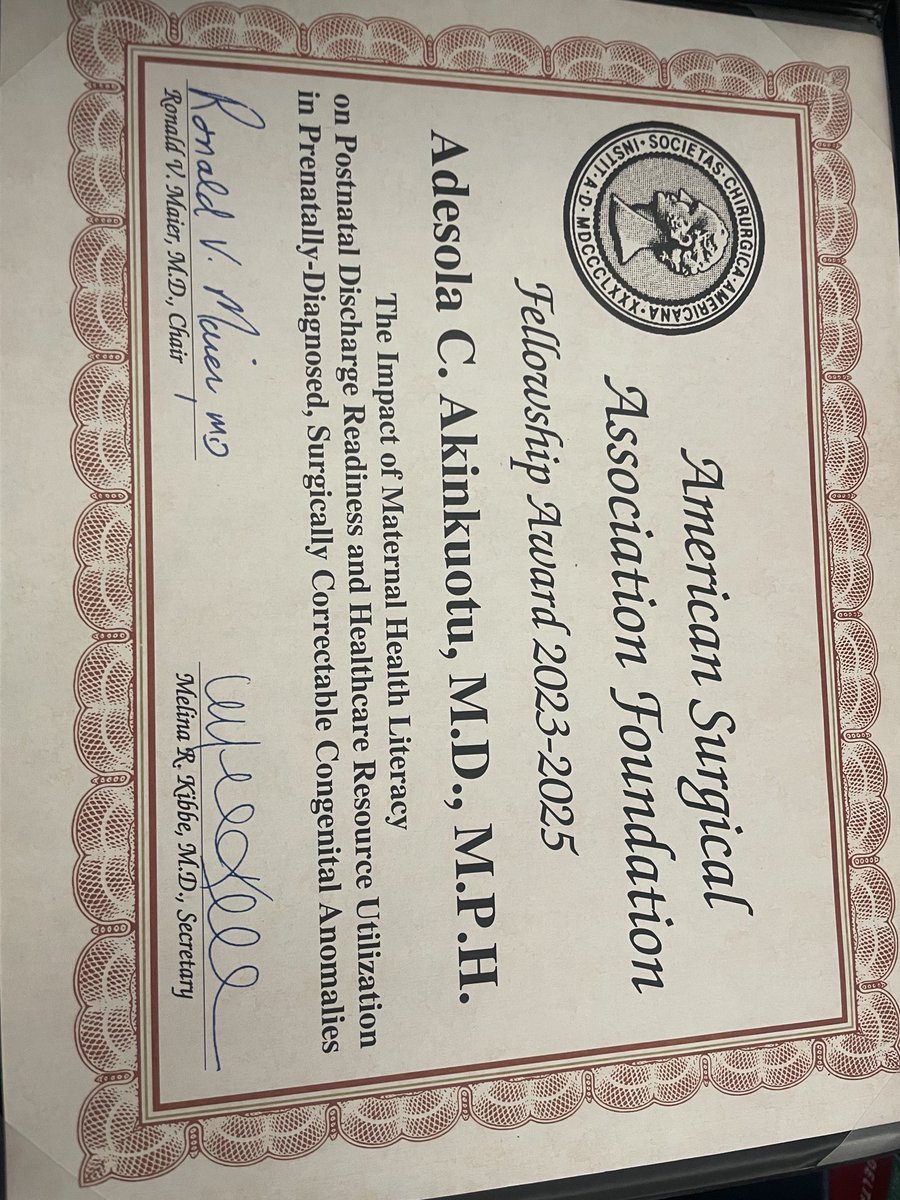 SOCIETAS·CHIRURGICA·AMERICANA·INSTIT·A·D·MDCCCLXXX·
American Surgical
Association Foundation
Fellowship Award 2023-2025
Adesola C. Akinkuotu, M.D., M.P.H.
The Impact of Maternal Health Literacy
on Postnatal Discharge Readiness and Healthcare Resource Utilization
in Prenatally-Diagnosed, Surgically Correctable Congenital Anomalies
Ronald V. Maier MD
Ronald V. Maier, M.D., Chair
Melina R. Kibbe, M.D., Secretary